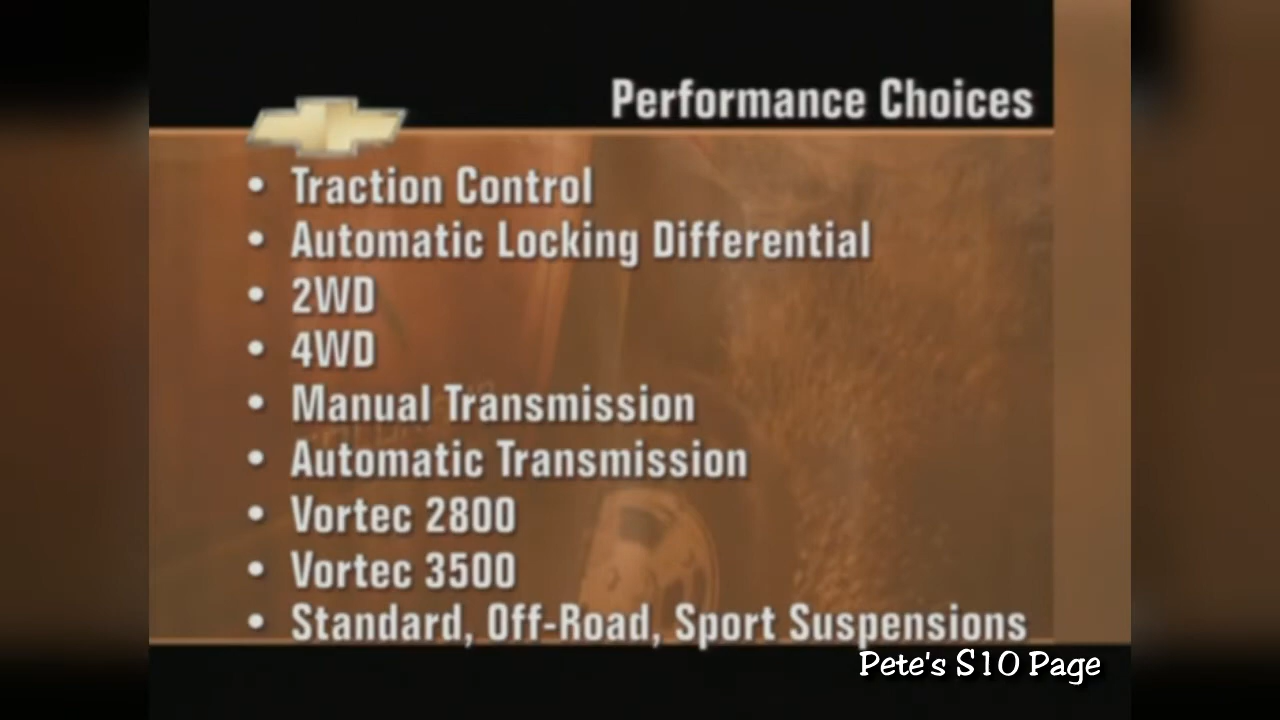 Performance Choices
• Traction Control
• Automatic Locking Differential
• 2WD
• 4WD
• Manual Transmission
• Automatic Transmission
• Vortec 2800
• Vortec 3500
• Standard, Off-Road, Sport Suspensions
Pete's S10 Page